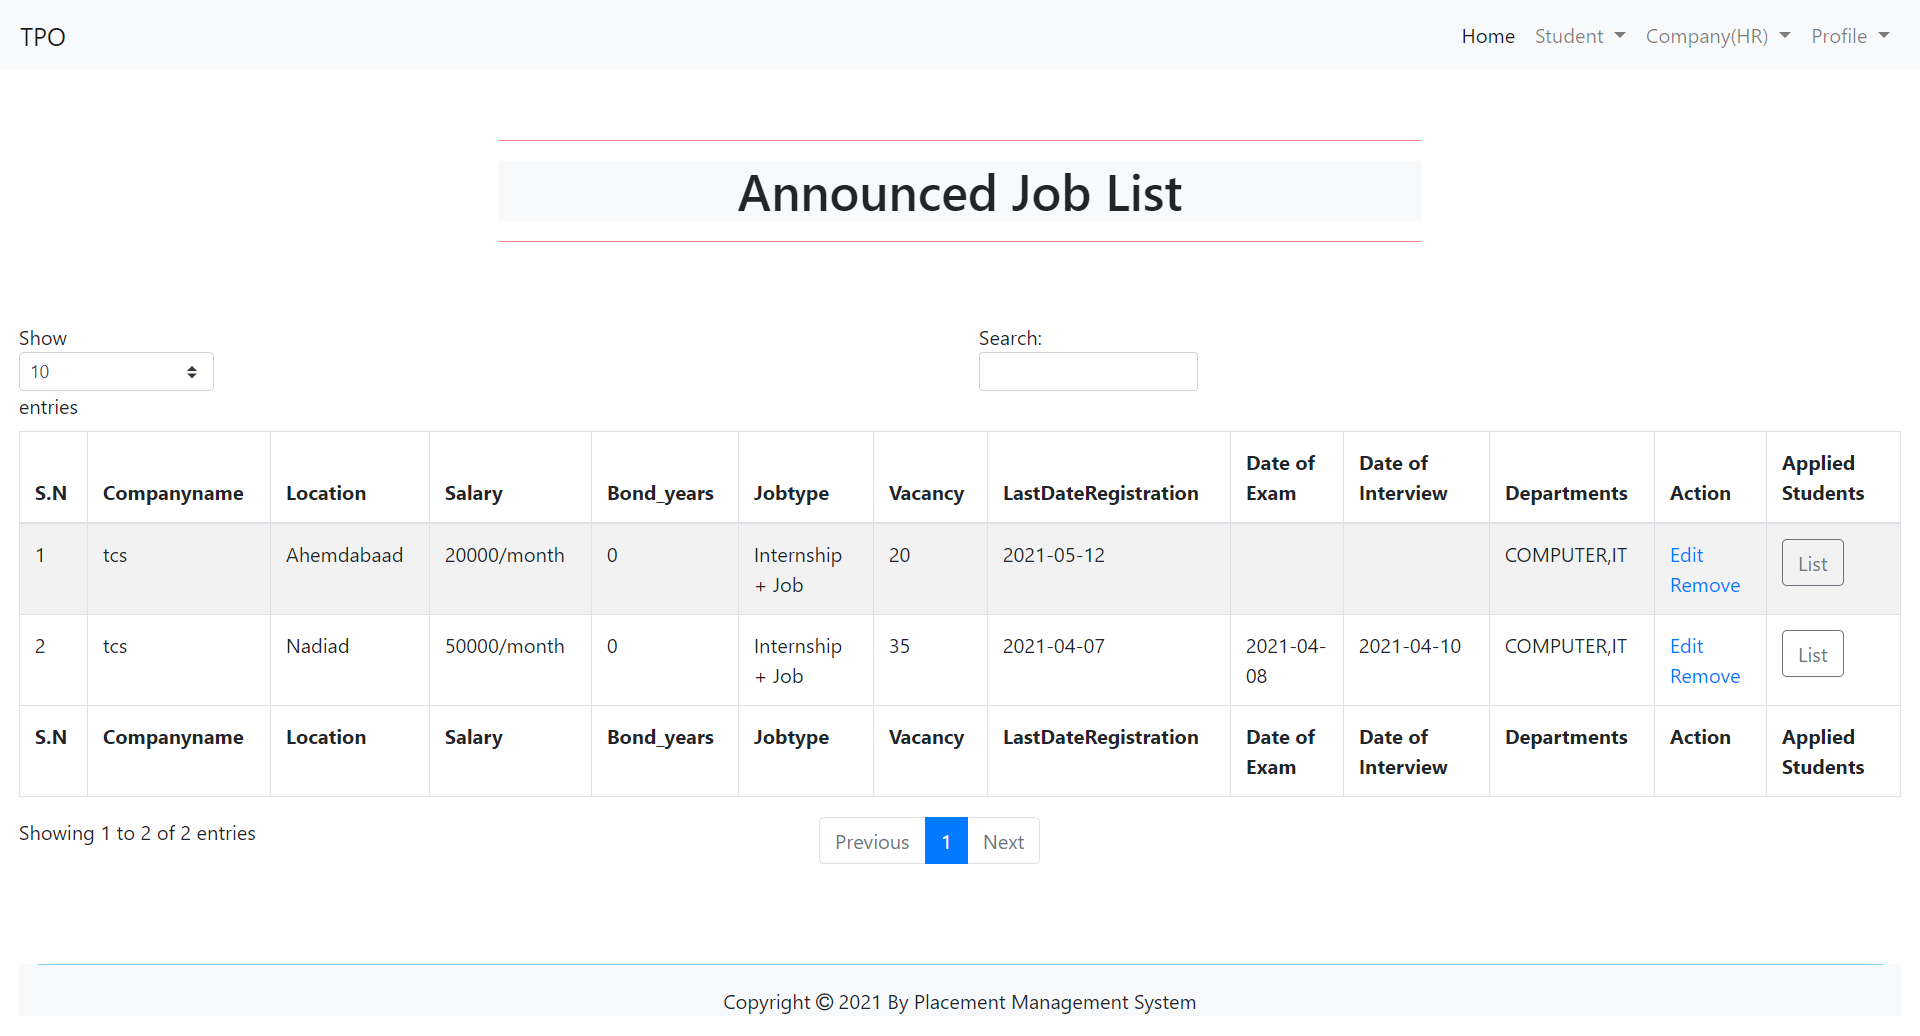 TPO
Home Student Company(HR) Profile
Announced Job List
Show
10
entries
Search:
S.N Companyname Location Salary Bond_years Jobtype Vacancy LastDateRegistration Date of Exam Date of Interview Departments Action Applied Students
1 tcs Ahemdabaad 20000/month 0 Internship + Job 20 2021-05-12 COMPUTER,IT Edit Remove List
2 tcs Nadiad 50000/month 0 Internship + Job 35 2021-04-07 2021-04-08 2021-04-10 COMPUTER,IT Edit Remove List
S.N Companyname Location Salary Bond_years Jobtype Vacancy LastDateRegistration Date of Exam Date of Interview Departments Action Applied Students
Showing 1 to 2 of 2 entries
Previous 1 Next
Copyright © 2021 By Placement Management System